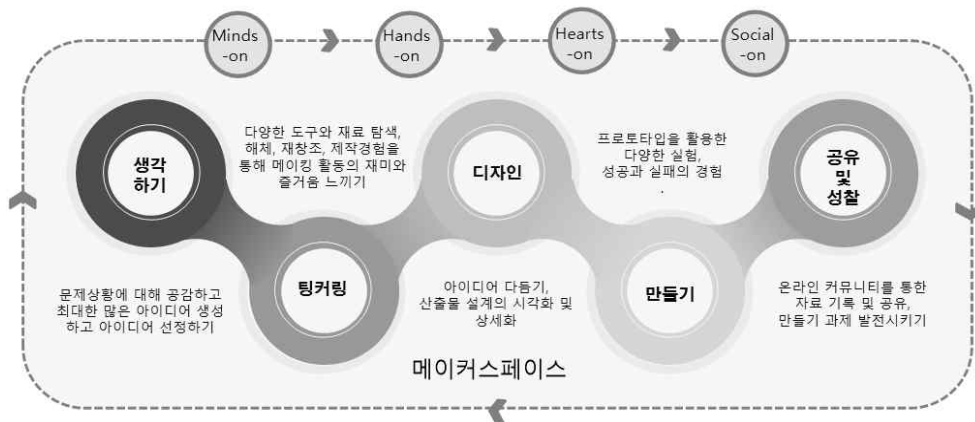 Minds
-on
Hands
-on
Hearts
-on
Social
-on
생각
하기
다양한 도구와 재료 탐색,
해체, 재창조, 제작경험을
통해 메이킹 활동의 재미와
즐거움 느끼기
디자인
프로토타입을 활용한
다양한 실험,
성공과 실패의 경험
.
공유
및
성찰
문제상황에 대해 공감하고
최대한 많은 아이디어 생성
하고 아이디어 선정하기
팅커링
아이디어 다듬기,
산출물 설계의 시각화 및
상세화
만들기
온라인 커뮤니티를 통한
자료 기록 및 공유,
만들기 과제 발전시키기
메이커스페이스